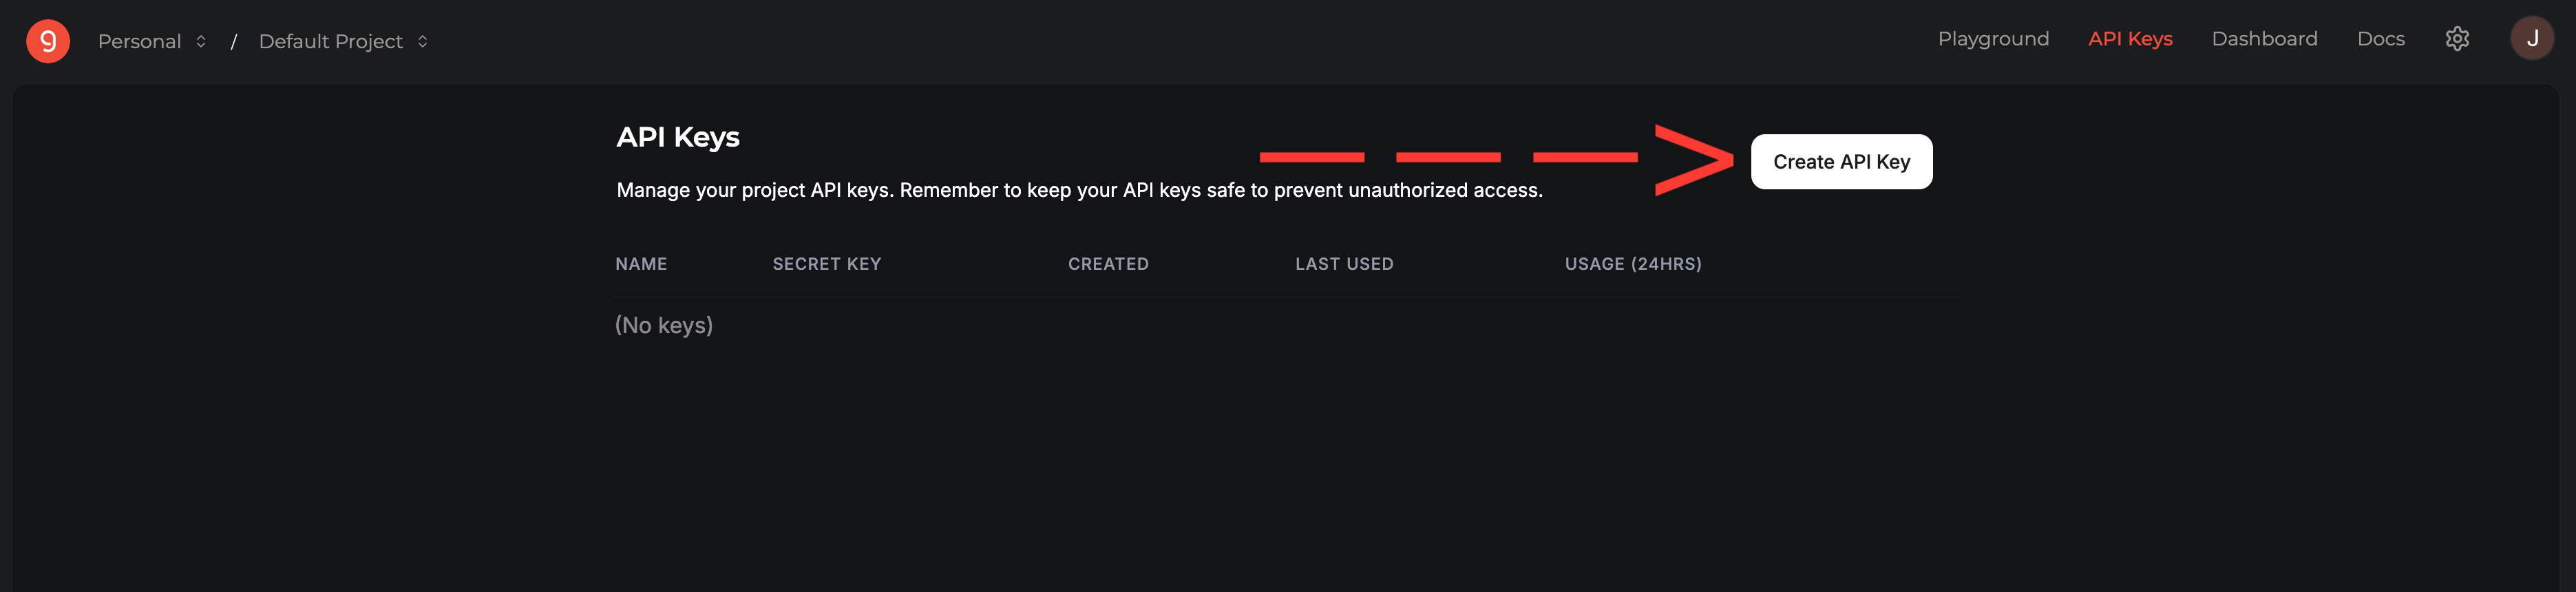 g Personal / Default Project Playground API Keys Dashboard Docs J
API Keys
Create API Key
Manage your project API keys. Remember to keep your API keys safe to prevent unauthorized access.
NAME SECRET KEY CREATED LAST USED USAGE (24HRS)
(No keys)